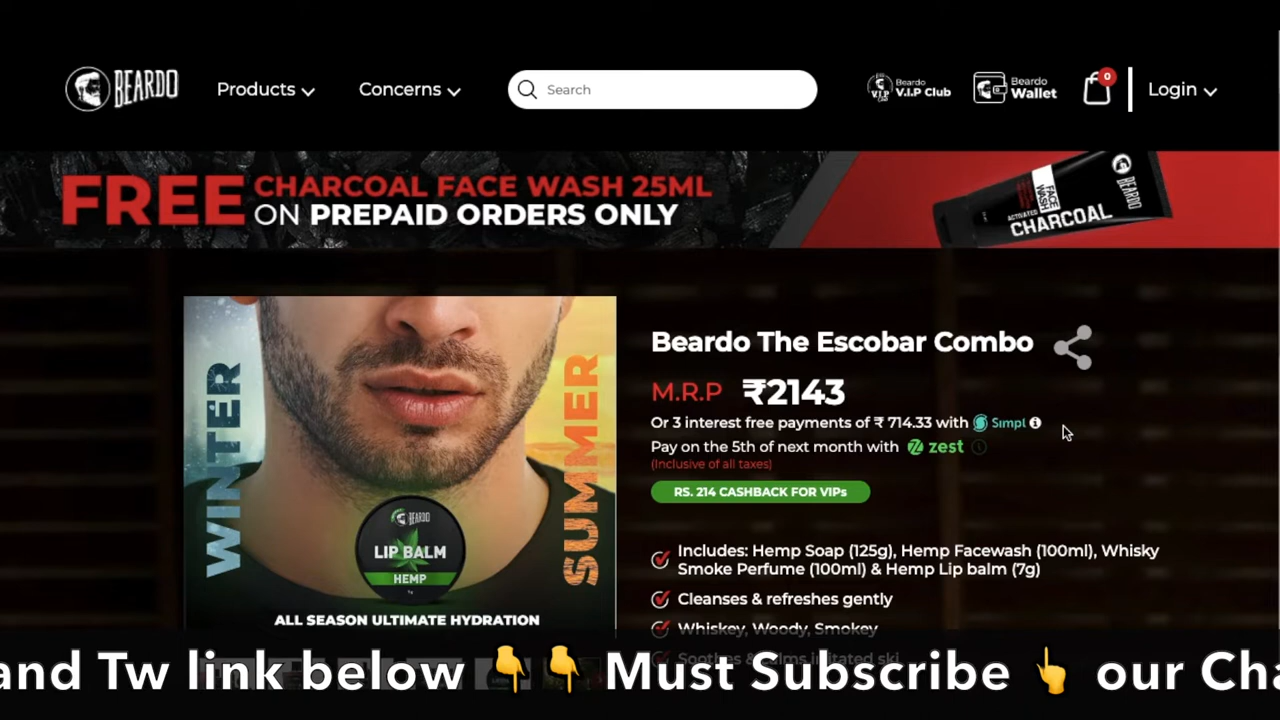 BEARDO
Products
Concerns
Search
Beardo
V.I.P Club
Beardo
Wallet
0
Login
FREE CHARCOAL FACE WASH 25ML
ON PREPAID ORDERS ONLY
BEARDO
FACE WASH
ACTIVATED
CHARCOAL
WINTER
SUMMER
BEARDO
LIP BALM
HEMP
ALL SEASON ULTIMATE HYDRATION
Beardo The Escobar Combo
M.R.P ₹2143
Or 3 interest free payments of ₹ 714.33 with Simpl
Pay on the 5th of next month with zest
(Inclusive of all taxes)
RS. 214 CASHBACK FOR VIPs
Includes: Hemp Soap (125g), Hemp Facewash (100ml), Whisky
Smoke Perfume (100ml) & Hemp Lip balm (7g)
Cleanses & refreshes gently
Whiskey, Woody, Smokey
and Tw link below 👇👇 Must Subscribe 👆 our Cha